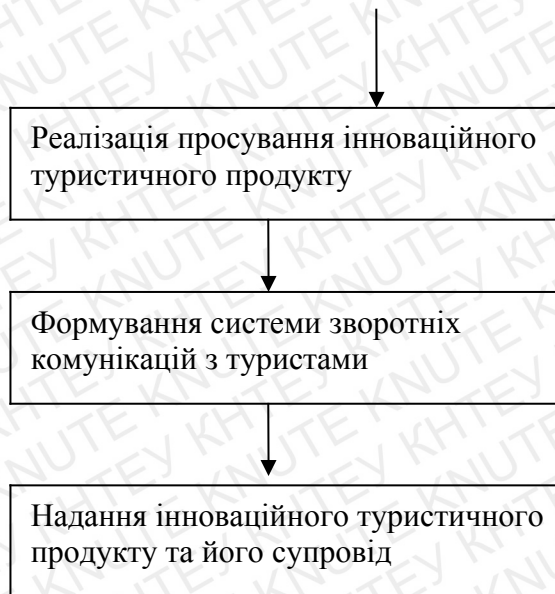 Реалізація просування інноваційного
туристичного продукту
Формування системи зворотніх
комунікацій з туристами
Надання інноваційного туристичного
продукту та його супровід